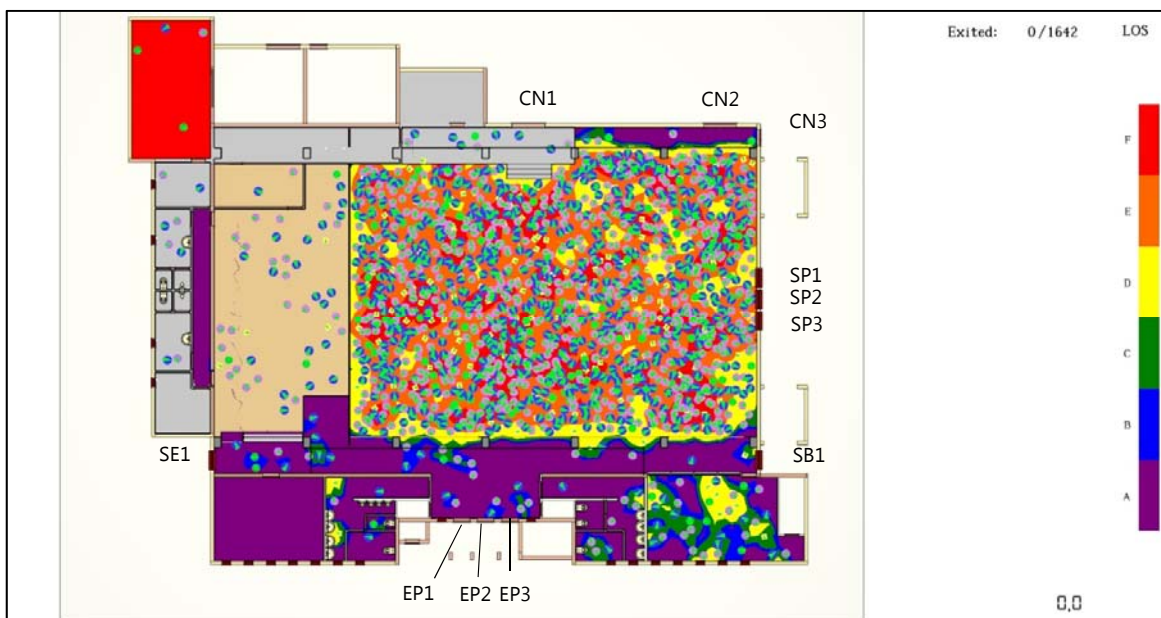 Exited: 0/1642 LOS
CN1
CN2
CN3
F
E
SP1
SP2
D
SP3
C
B
SE1
SB1
A
EP1 EP2 EP3
0,0